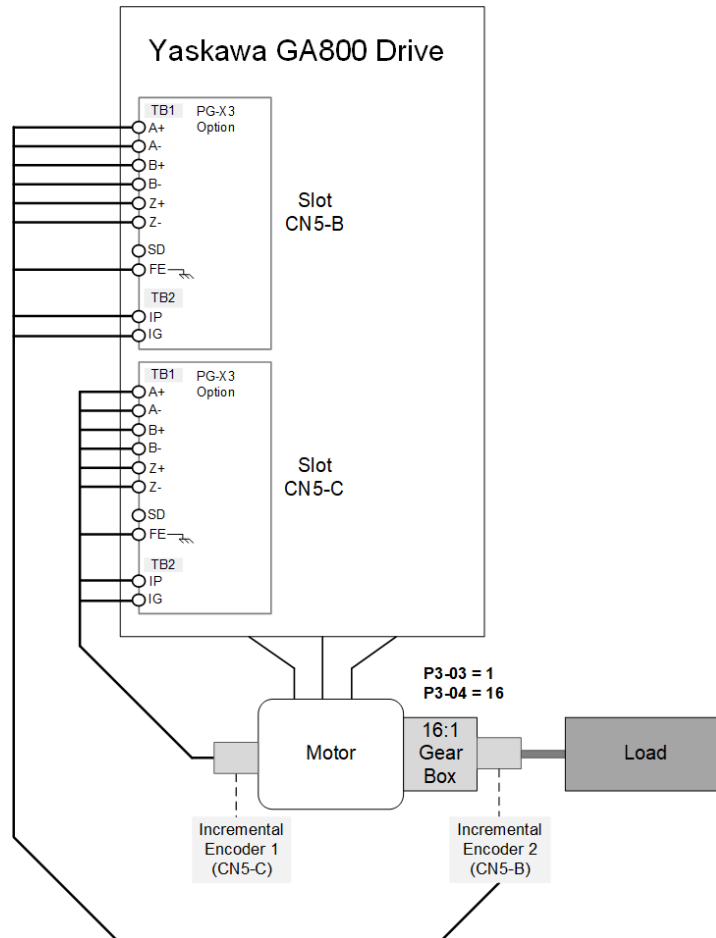 Yaskawa GA800 Drive
TB1 PG-X3
Option
A+
A-
B+
B-
Z+
Z-
SD
FE
TB2
IP
IG
Slot
CN5-B
TB1 PG-X3
Option
A+
A-
B+
B-
Z+
Z-
SD
FE
TB2
IP
IG
Slot
CN5-C
P3-03 = 1
P3-04 = 16
Motor
16:1
Gear
Box
Load
Incremental
Encoder 1
(CN5-C)
Incremental
Encoder 2
(CN5-B)